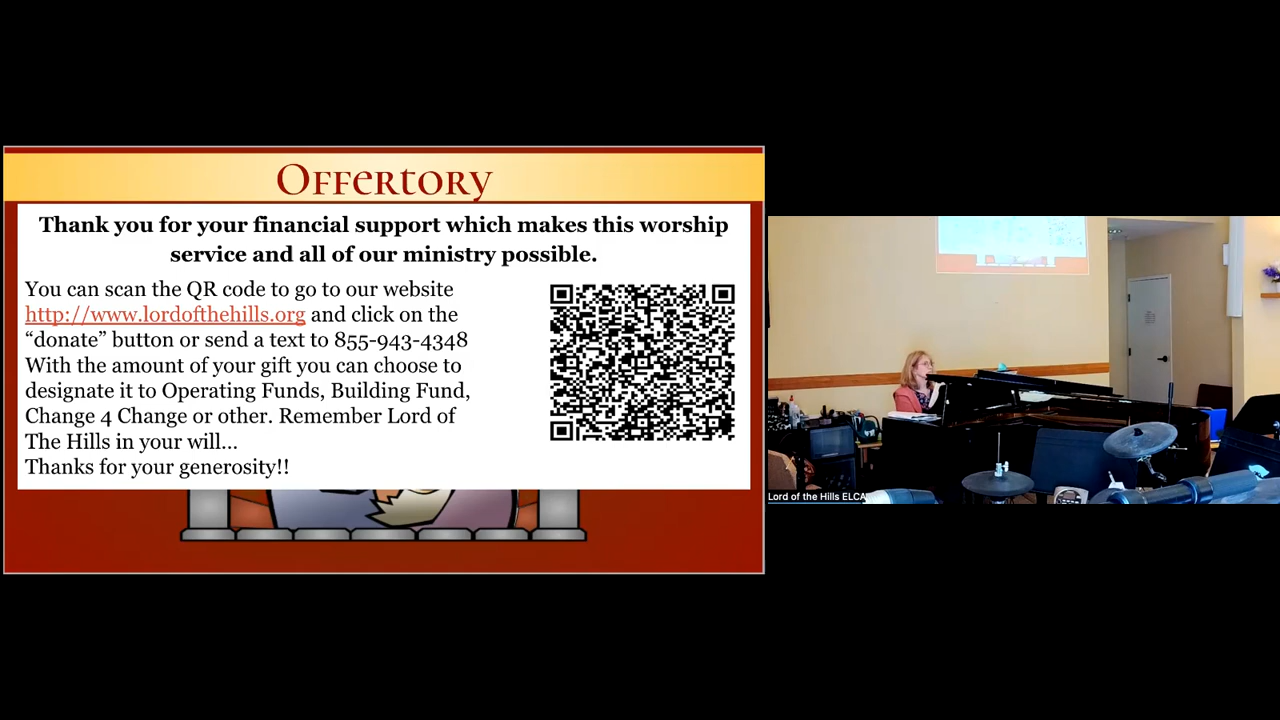 Offertory
Thank you for your financial support which makes this worship
service and all of our ministry possible.
You can scan the QR code to go to our website
http://www.lordofthehills.org and click on the
“donate” button or send a text to 855-943-4348
With the amount of your gift you can choose to
designate it to Operating Funds, Building Fund,
Change 4 Change or other. Remember Lord of
The Hills in your will...
Thanks for your generosity!!
Lord of the Hills ELCA